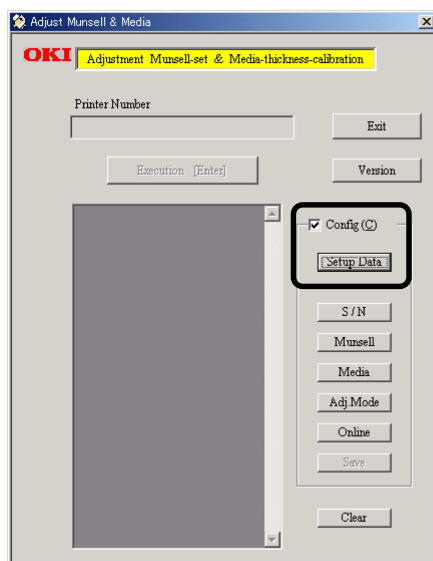 Adjust Munsell & Media
OKI
Adjustment Munsell-set & Media-thickness-calibration
Printer Number
Exit
Execution [Enter]
Version
Config (C)
Setup Data
S / N
Munsell
Media
Adj.Mode
Online
Save
Clear